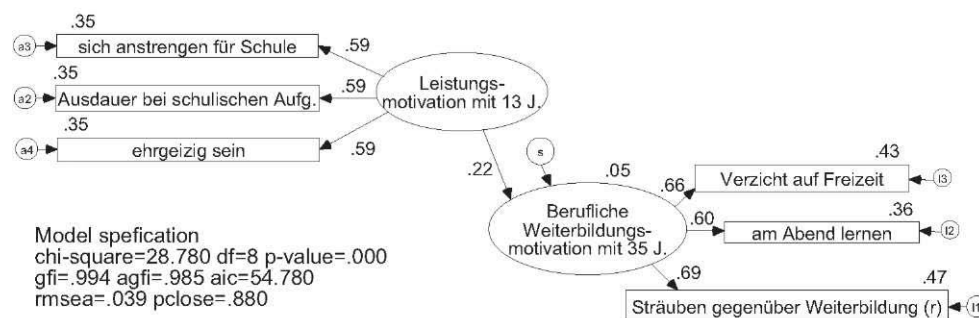 .35
a3
sich anstrengen für Schule
.59
.35
a2
Ausdauer bei schulischen Aufg.
.59
.35
a4
ehrgeizig sein
.59
Leistungs-
motivation mit 13 J.
.22
s
.05
Berufliche
Weiterbildungs-
motivation mit 35 J.
.66
.43
Verzicht auf Freizeit
l3
.60
.36
am Abend lernen
l2
.69
.47
Sträuben gegenüber Weiterbildung (r)
l1
Model spefication
chi-square=28.780 df=8 p-value=.000
gfi=.994 agfi=.985 aic=54.780
rmsea=.039 pclose=.880